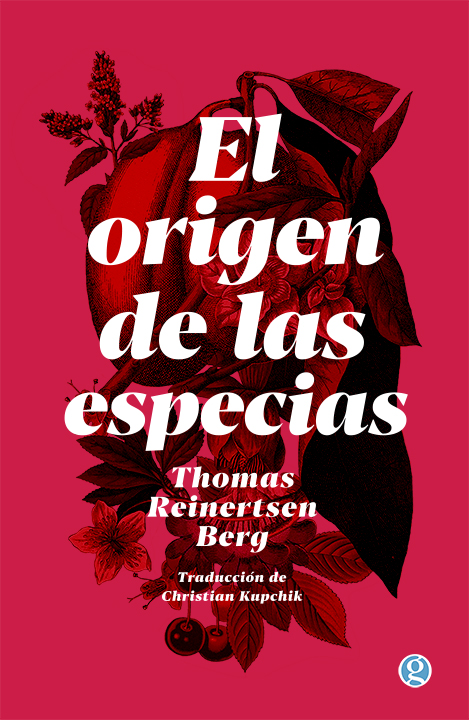 El
origen
de las
especias
Thomas
Reinertsen
Berg
Traducción de
Christian Kupchik
g